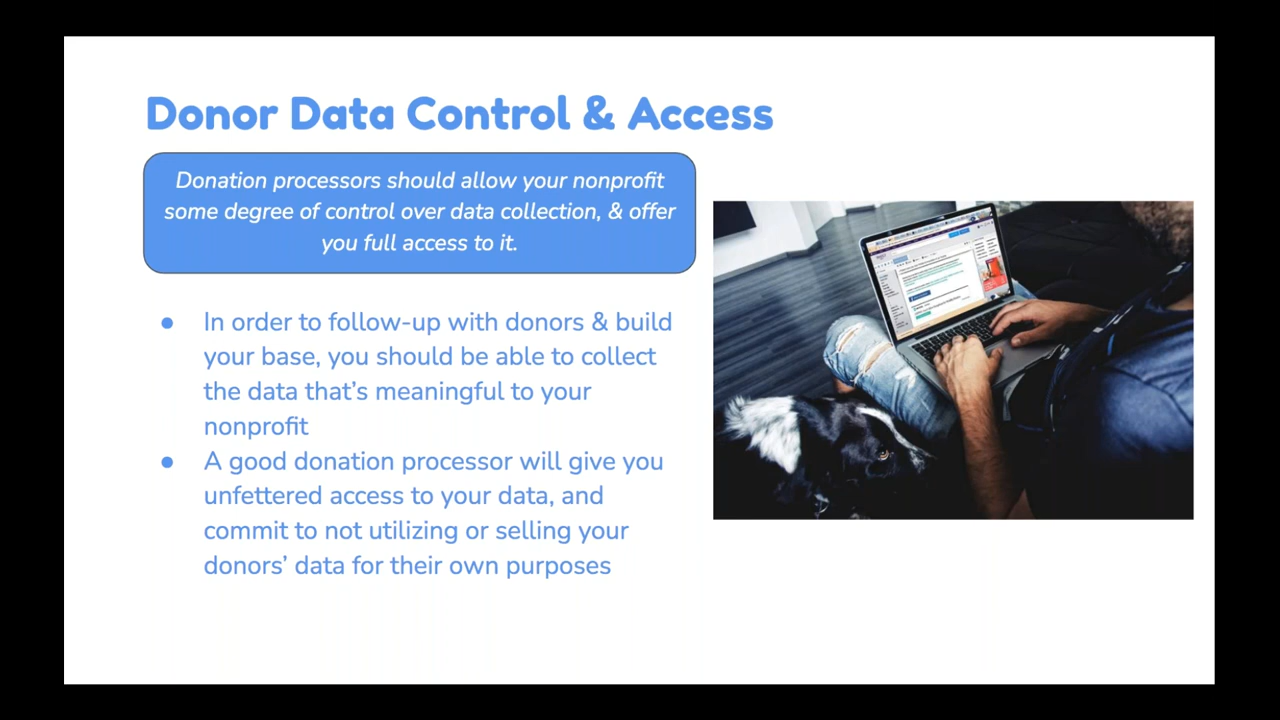 Donor Data Control & Access
Donation processors should allow your nonprofit
some degree of control over data collection, & offer
you full access to it.
● In order to follow-up with donors & build
your base, you should be able to collect
the data that’s meaningful to your
nonprofit
● A good donation processor will give you
unfettered access to your data, and
commit to not utilizing or selling your
donors’ data for their own purposes